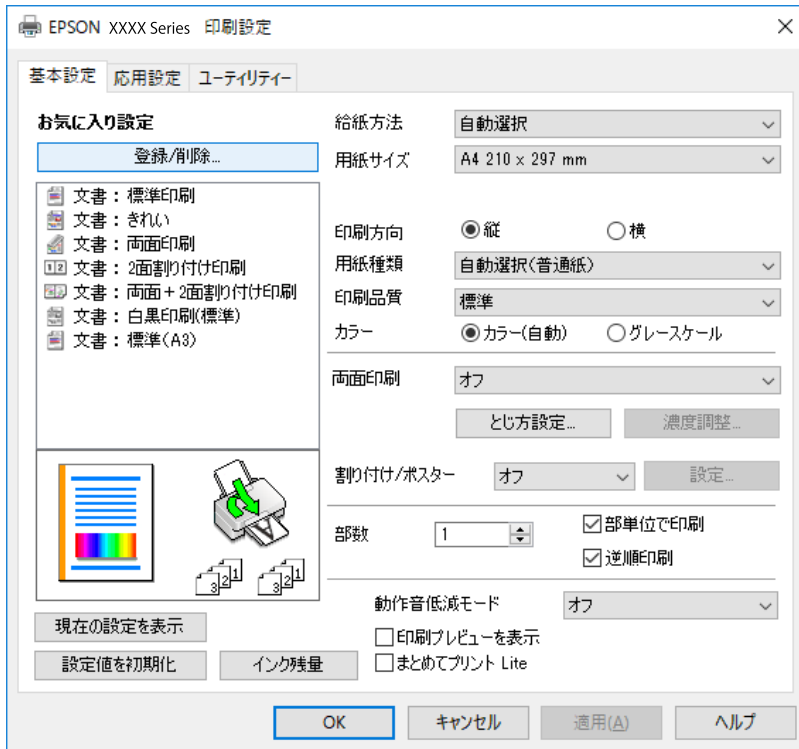 EPSON XXXX Series 印刷設定
基本設定 応用設定 ユーティリティー
お気に入り設定
登録/削除...
文書：標準印刷
文書：きれい
文書：両面印刷
12 文書：2面割り付け印刷
文書：両面＋2面割り付け印刷
文書：白黒印刷(標準)
文書：標準(A3)
321 321
現在の設定を表示
設定値を初期化 インク残量
給紙方法 自動選択
用紙サイズ A4 210 x 297 mm
印刷方向 縦 横
用紙種類 自動選択(普通紙)
印刷品質 標準
カラー カラー(自動) グレースケール
両面印刷 オフ
とじ方設定... 濃度調整...
割り付け/ポスター オフ 設定...
部数 1 部単位で印刷
逆順印刷
動作音低減モード オフ
印刷プレビューを表示
まとめてプリント Lite
OK キャンセル 適用(A) ヘルプ